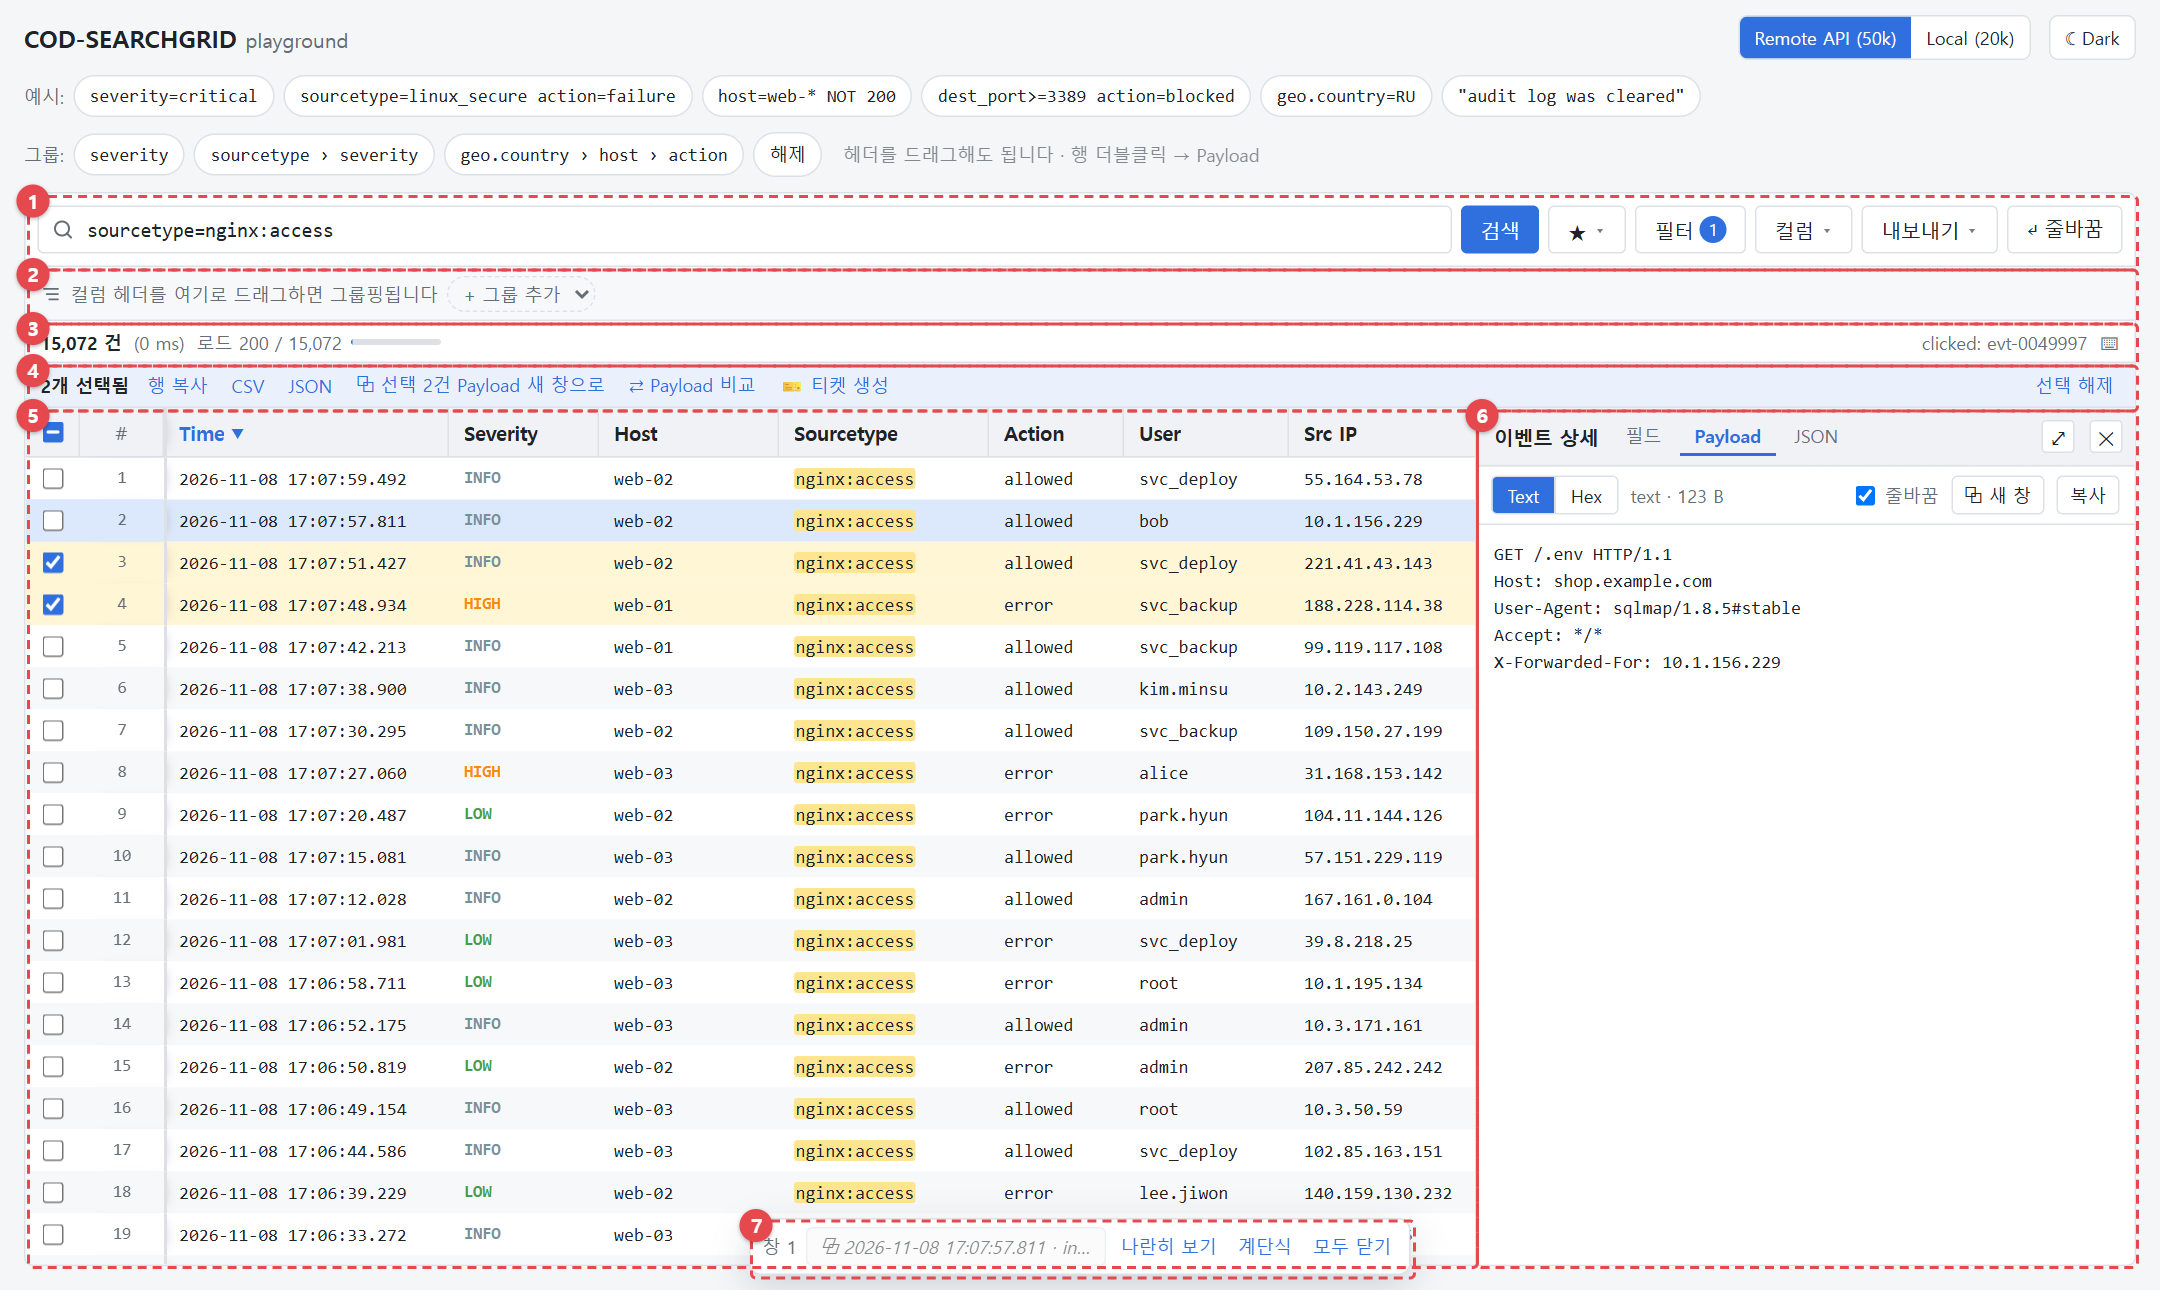 COD-SEARCHGRID playground
Remote API (50k) Local (20k) ☾ Dark
예시: severity=critical sourcetype=linux_secure action=failure host=web-* NOT 200 dest_port>=3389 action=blocked geo.country=RU "audit log was cleared"
그룹: severity sourcetype › severity geo.country › host › action 해제 헤더를 드래그해도 됩니다 · 행 더블클릭 → Payload
1
sourcetype=nginx:access 검색 ★ ▾ 필터 1 컬럼 ▾ 내보내기 ▾ ↲ 줄바꿈
2
컬럼 헤더를 여기로 드래그하면 그룹핑됩니다 + 그룹 추가
3
15,072 건 (0 ms) 로드 200 / 15,072 clicked: evt-0049997
4
2개 선택됨 행 복사 CSV JSON 선택 2건 Payload 새 창으로 ⇄ Payload 비교 🎫 티켓 생성 선택 해제
5
# Time ▼ Severity Host Sourcetype Action User Src IP
1 2026-11-08 17:07:59.492 INFO web-02 nginx:access allowed svc_deploy 55.164.53.78
2 2026-11-08 17:07:57.811 INFO web-02 nginx:access allowed bob 10.1.156.229
3 2026-11-08 17:07:51.427 INFO web-02 nginx:access allowed svc_deploy 221.41.43.143
4 2026-11-08 17:07:48.934 HIGH web-01 nginx:access error svc_backup 188.228.114.38
5 2026-11-08 17:07:42.213 INFO web-01 nginx:access allowed svc_backup 99.119.117.108
6 2026-11-08 17:07:38.900 INFO web-03 nginx:access allowed kim.minsu 10.2.143.249
7 2026-11-08 17:07:30.295 INFO web-02 nginx:access allowed svc_backup 109.150.27.199
8 2026-11-08 17:07:27.060 HIGH web-03 nginx:access error alice 31.168.153.142
9 2026-11-08 17:07:20.487 LOW web-02 nginx:access error park.hyun 104.11.144.126
10 2026-11-08 17:07:15.081 INFO web-03 nginx:access allowed park.hyun 57.151.229.119
11 2026-11-08 17:07:12.028 INFO web-02 nginx:access allowed admin 167.161.0.104
12 2026-11-08 17:07:01.981 LOW web-03 nginx:access error svc_deploy 39.8.218.25
13 2026-11-08 17:06:58.711 LOW web-03 nginx:access error root 10.1.195.134
14 2026-11-08 17:06:52.175 INFO web-03 nginx:access allowed admin 10.3.171.161
15 2026-11-08 17:06:50.819 LOW web-02 nginx:access error admin 207.85.242.242
16 2026-11-08 17:06:49.154 INFO web-03 nginx:access allowed root 10.3.50.59
17 2026-11-08 17:06:44.586 INFO web-03 nginx:access allowed svc_deploy 102.85.163.151
18 2026-11-08 17:06:39.229 LOW web-02 nginx:access error lee.jiwon 140.159.130.232
19 2026-11-08 17:06:33.272 INFO web-03
6
이벤트 상세 필드 Payload JSON
Text Hex text · 123 B 줄바꿈 새 창 복사
GET /.env HTTP/1.1
Host: shop.example.com
User-Agent: sqlmap/1.8.5#stable
Accept: */*
X-Forwarded-For: 10.1.156.229
7
창 1 2026-11-08 17:07:57.811 · in... 나란히 보기 계단식 모두 닫기